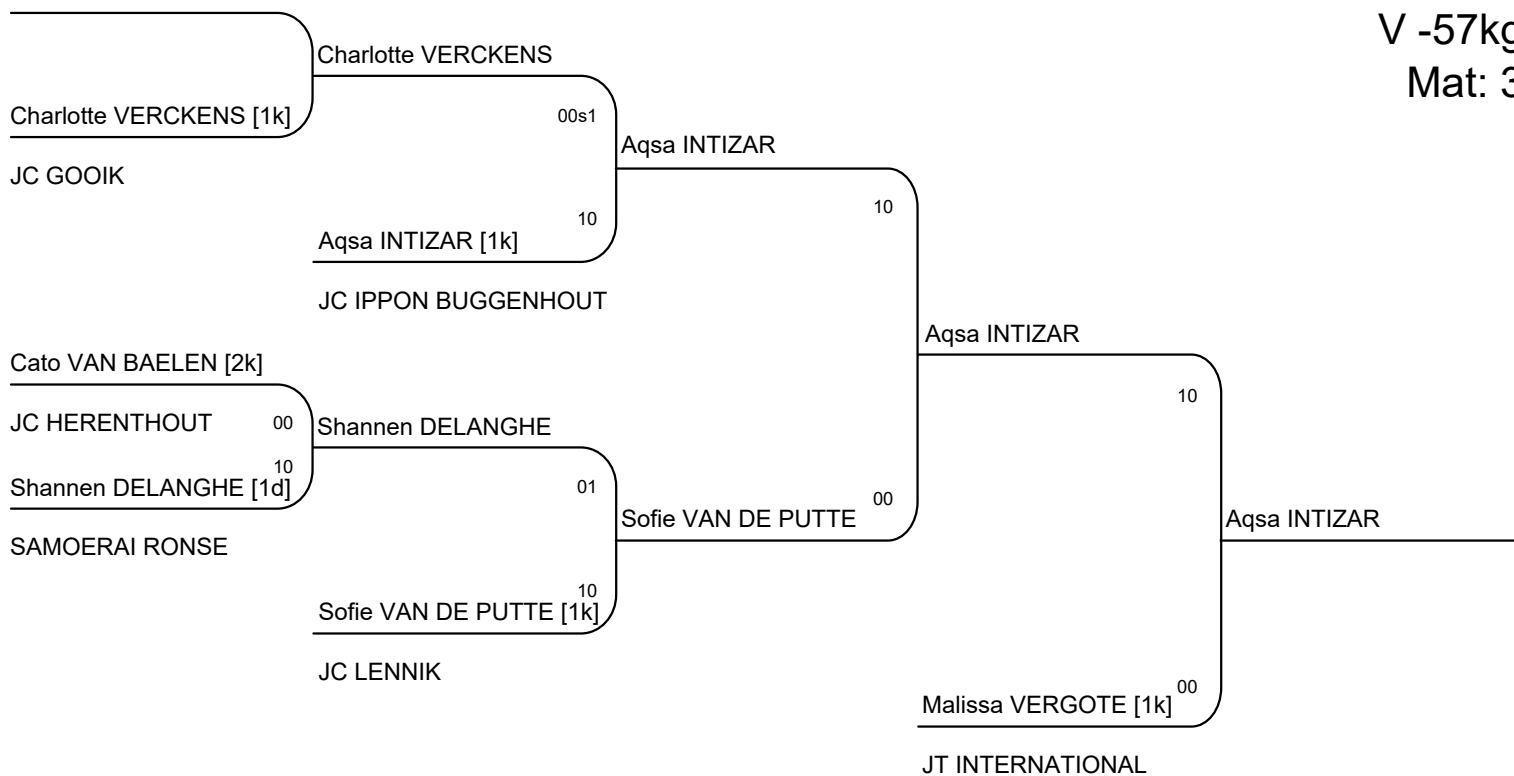 V -57kg
Mat: 3
Charlotte VERCKENS
Charlotte VERCKENS [1k]
00s1
Aqsa INTIZAR
JC GOOIK
10
10
Aqsa INTIZAR [1k]
JC IPPON BUGGENHOUT
Aqsa INTIZAR
Cato VAN BAELEN [2k]
10
JC HERENTHOUT
00
Shannen DELANGHE
10
Shannen DELANGHE [1d]
01
00
Sofie VAN DE PUTTE
Aqsa INTIZAR
SAMOERAI RONSE
10
Sofie VAN DE PUTTE [1k]
JC LENNIK
00
Malissa VERGOTE [1k]
JT INTERNATIONAL